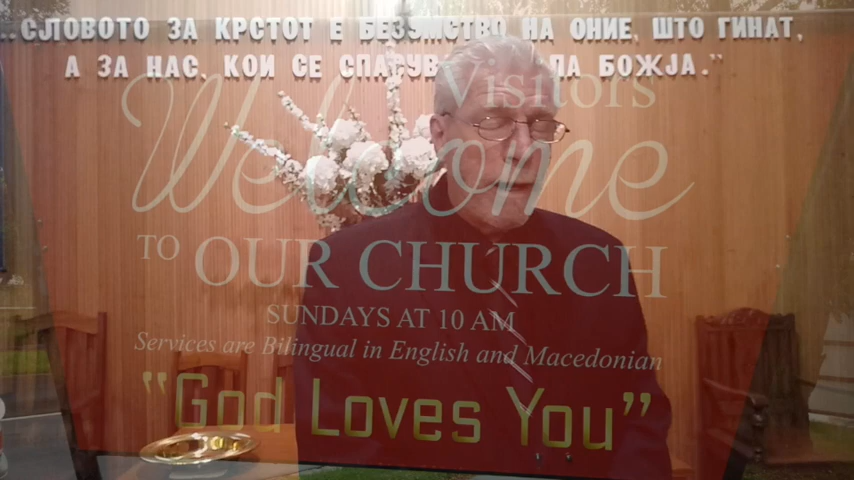 ..СЛОВОТО ЗА КРСТОТ Е БЕЗУМСТВО НА ОНИЕ, ШТО ГИНАТ,
А ЗА НАС, КОИ СЕ БОЖЈА."
Visitors
Welcome
TO OUR CHURCH
SUNDAYS AT 10 AM
Services are Bilingual in English and Macedonian
"God Loves You"